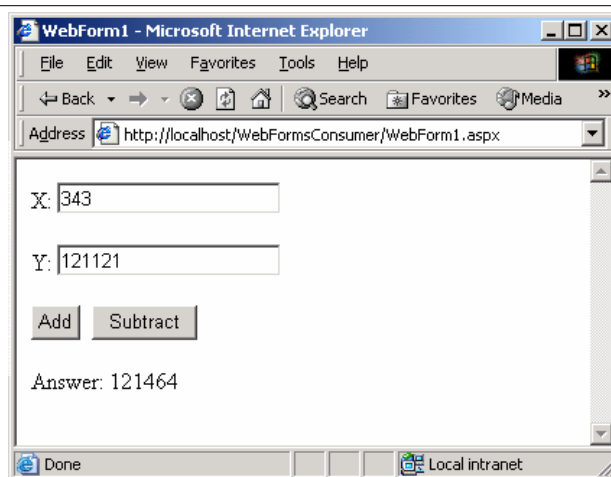 WebForm1 - Microsoft Internet Explorer
File Edit View Favorites Tools Help
Back Search Favorites Media »
Address http://localhost/WebFormsConsumer/WebForm1.aspx
X: 343
Y: 121121
Add Subtract
Answer: 121464
Done Local intranet